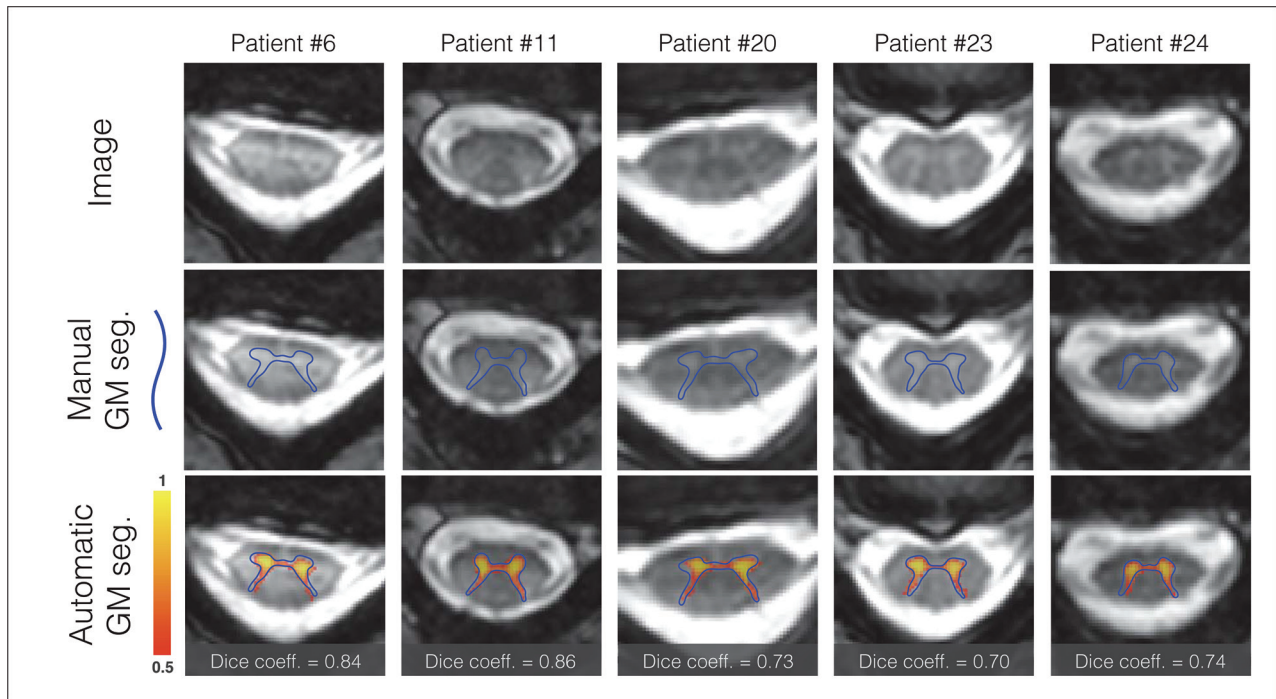 Patient #6
Patient #11
Patient #20
Patient #23
Patient #24
Image
Manual
GM seg.
Automatic
GM seg.
1
0.5
Dice coeff. = 0.84
Dice coeff. = 0.86
Dice coeff. = 0.73
Dice coeff. = 0.70
Dice coeff. = 0.74